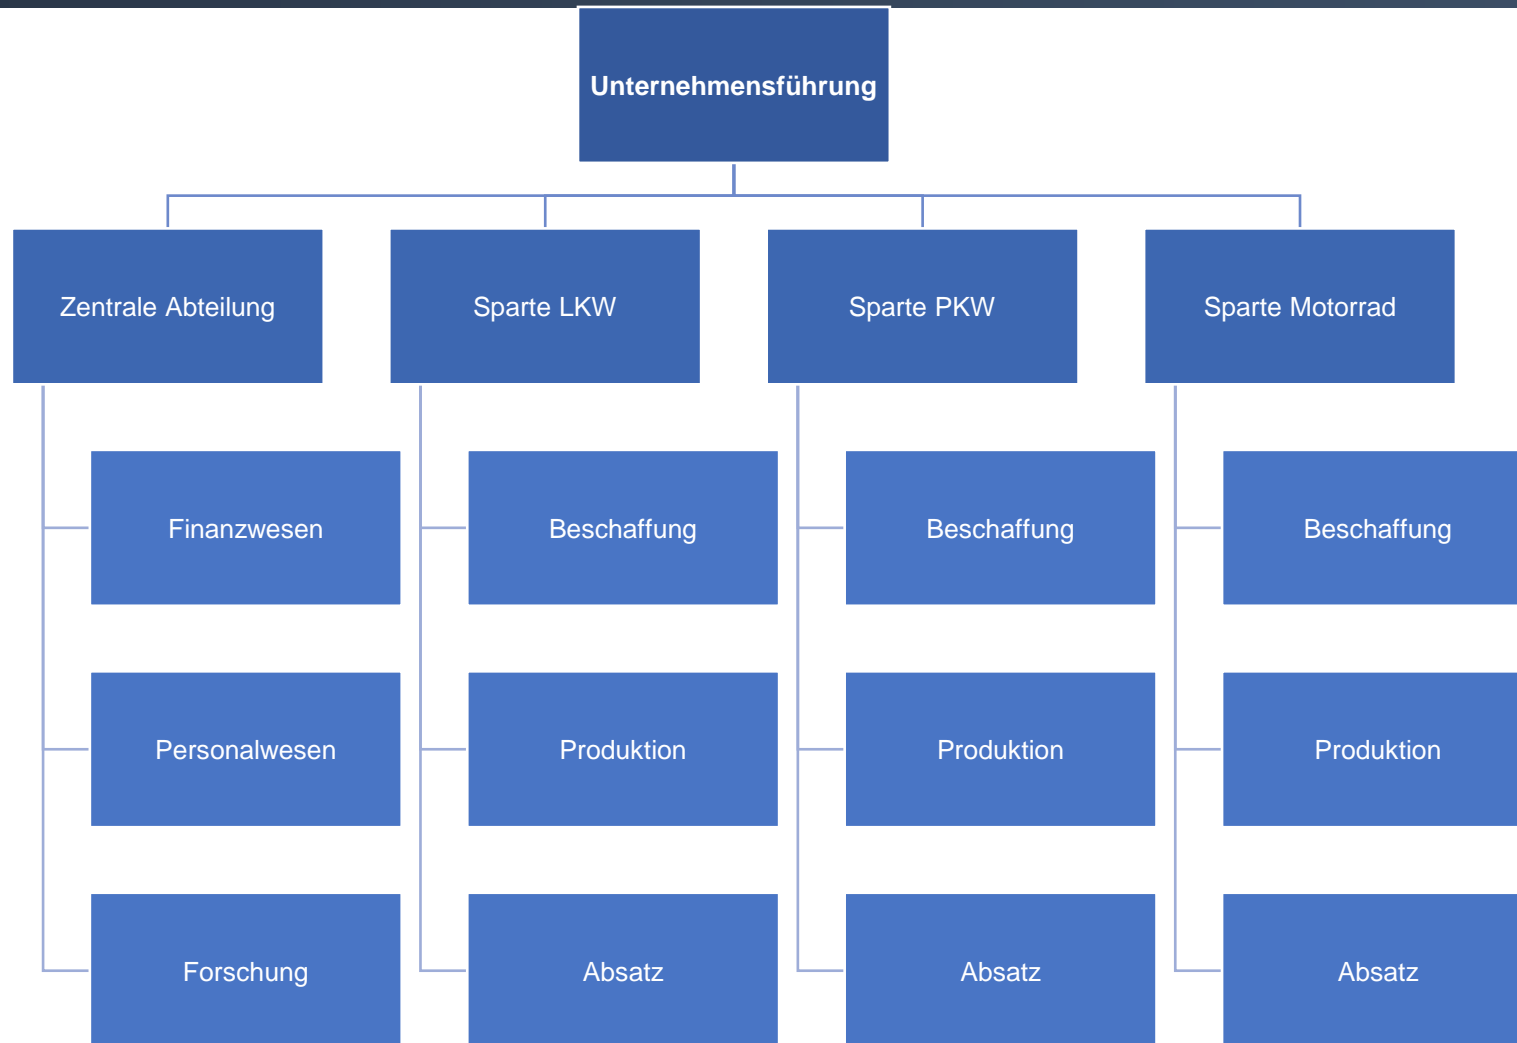 Unternehmensführung
Zentrale Abteilung
Sparte LKW
Sparte PKW
Sparte Motorrad
Finanzwesen
Beschaffung
Beschaffung
Beschaffung
Personalwesen
Produktion
Produktion
Produktion
Forschung
Absatz
Absatz
Absatz